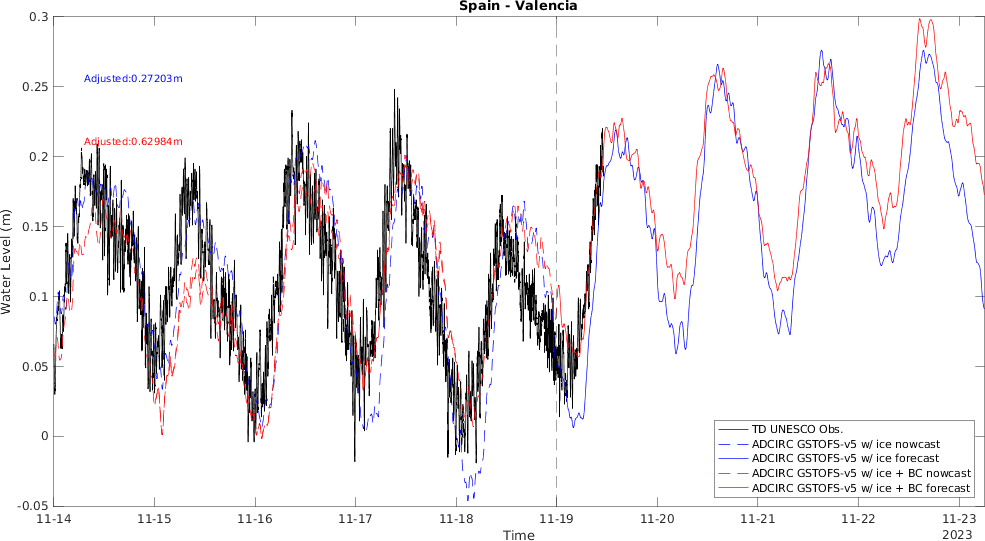 Spain - Valencia
Adjusted:0.27203m
Adjusted:0.62984m
Water Level (m)
0.3
0.25
0.2
0.15
0.1
0.05
0
-0.05
TD UNESCO Obs.
ADCIRC GSTOFS-v5 w/ ice nowcast
ADCIRC GSTOFS-v5 w/ ice forecast
ADCIRC GSTOFS-v5 w/ ice + BC nowcast
ADCIRC GSTOFS-v5 w/ ice + BC forecast
11-14 11-15 11-16 11-17 11-18 11-19 11-20 11-21 11-22 11-23
Time
2023